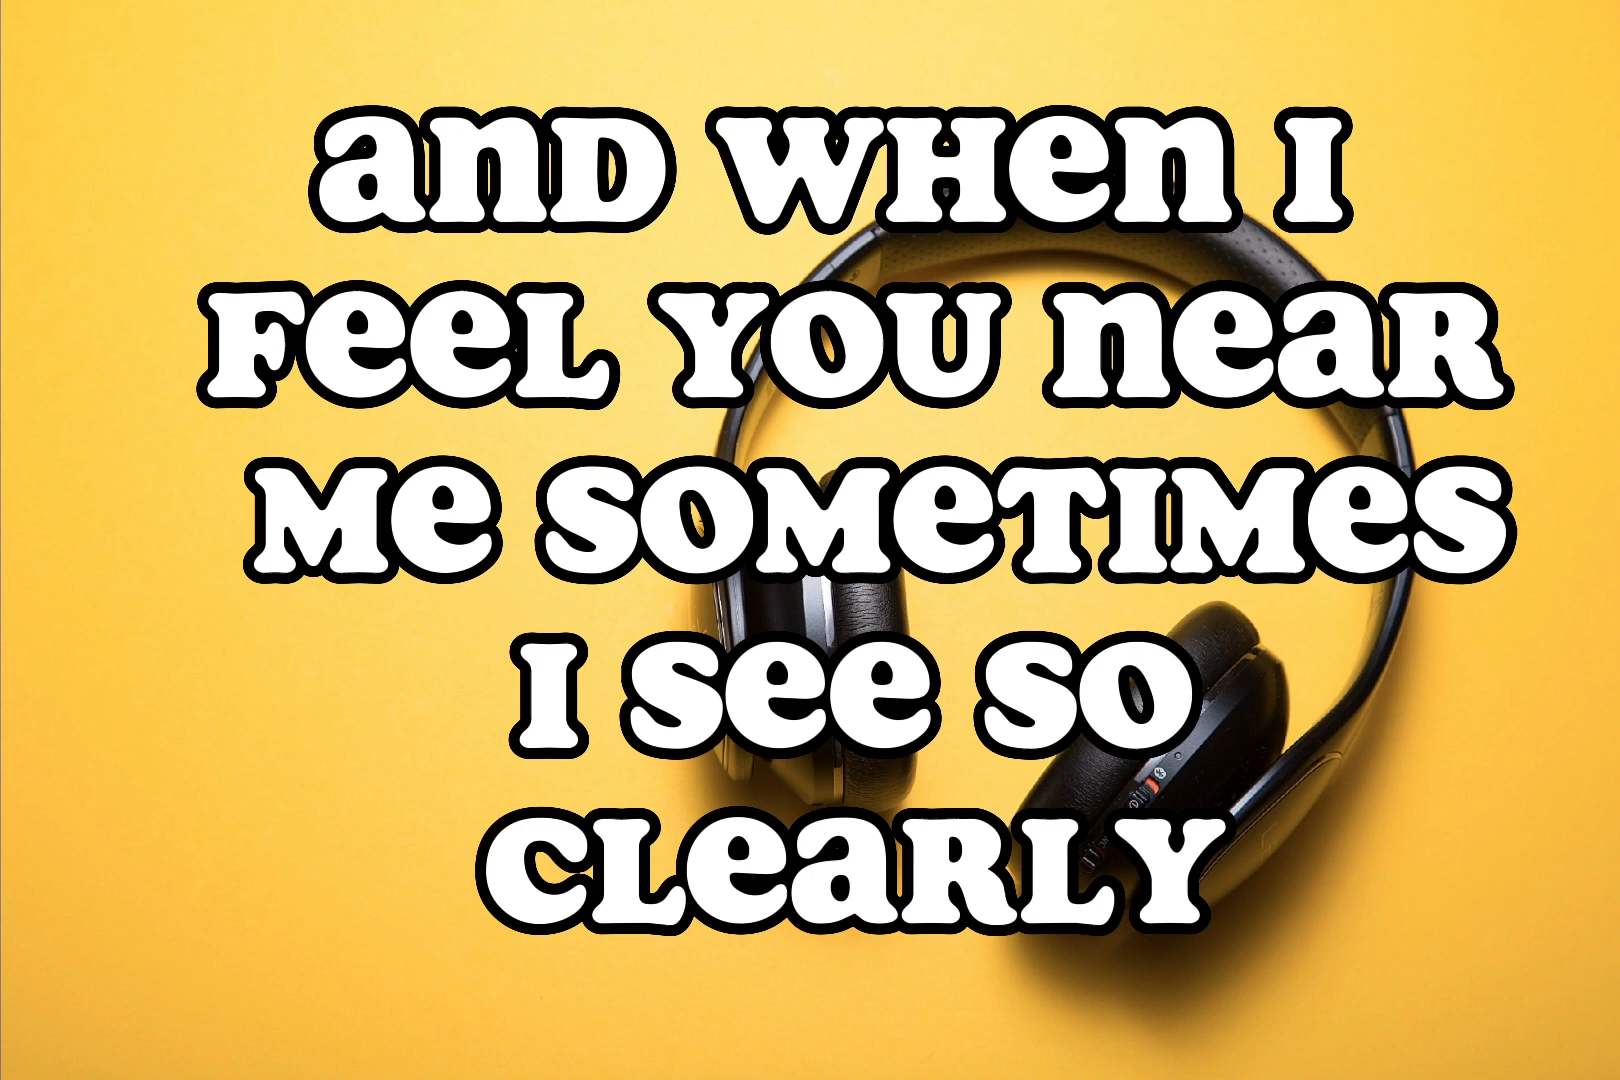 and when I
feel you near
me sometimes
I see so
clearly